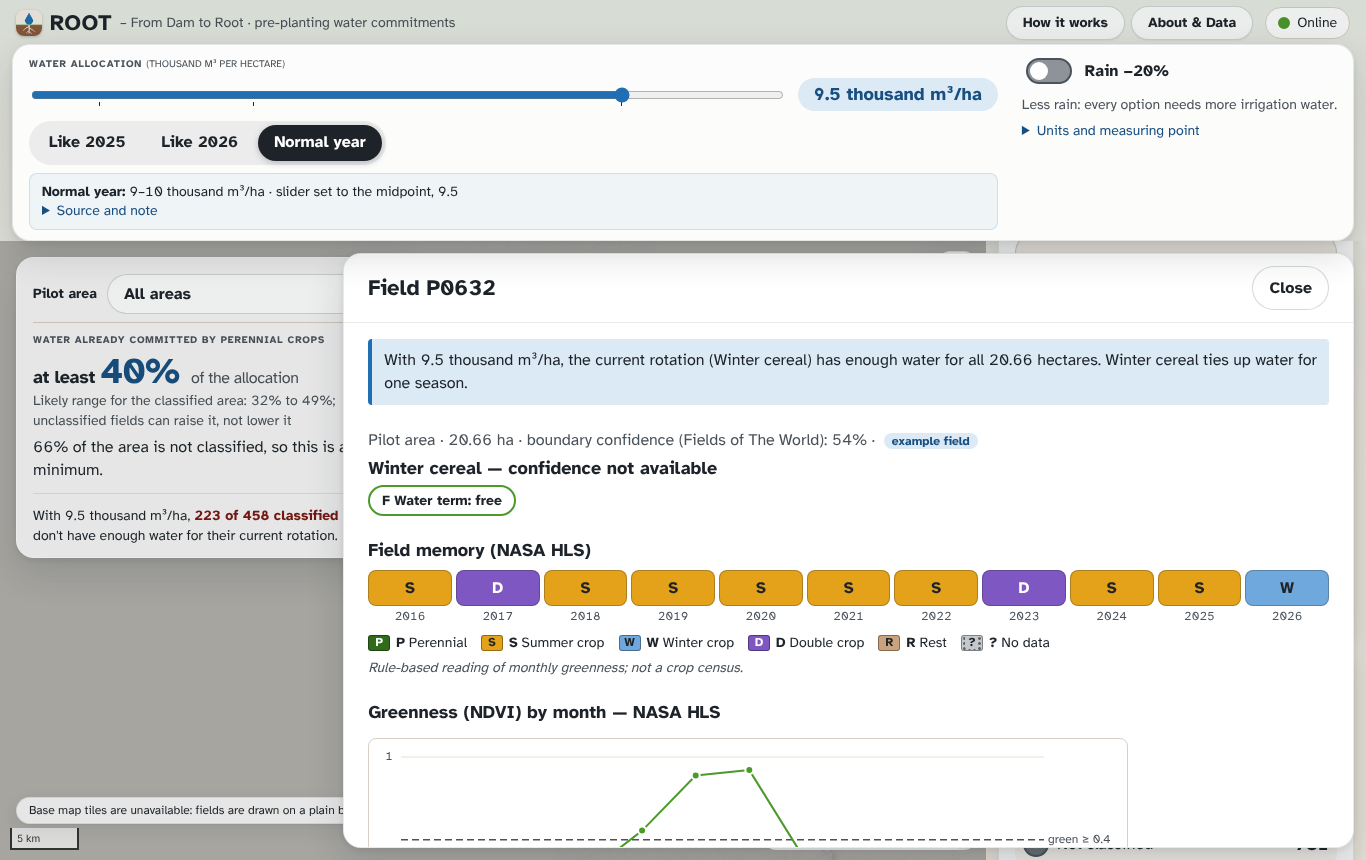 ROOT – From Dam to Root · pre-planting water commitments
How it works
About & Data
Online
WATER ALLOCATION (THOUSAND M³ PER HECTARE)
9.5 thousand m³/ha
Like 2025
Like 2026
Normal year
Normal year: 9–10 thousand m³/ha · slider set to the midpoint, 9.5
Source and note
Rain −20%
Less rain: every option needs more irrigation water.
Units and measuring point
Pilot area
All areas
WATER ALREADY COMMITTED BY PERENNIAL CROPS
at least 40% of the allocation
Likely range for the classified area: 32% to 49%;
unclassified fields can raise it, not lower it
66% of the area is not classified, so this is
minimum.
With 9.5 thousand m³/ha, 223 of 458 classified
don't have enough water for their current rotation.
Base map tiles are unavailable: fields are drawn on a plain
5 km
Field P0632
Close
With 9.5 thousand m³/ha, the current rotation (Winter cereal) has enough water for all 20.66 hectares. Winter cereal ties up water for
one season.
Pilot area · 20.66 ha · boundary confidence (Fields of The World): 54% · example field
Winter cereal — confidence not available
F Water term: free
Field memory (NASA HLS)
S D S S S S S D S S W
2016 2017 2018 2019 2020 2021 2022 2023 2024 2025 2026
P P Perennial S S Summer crop W W Winter crop D D Double crop R R Rest ? ? No data
Rule-based reading of monthly greenness; not a crop census.
Greenness (NDVI) by month — NASA HLS
1
green ≥ 0.4